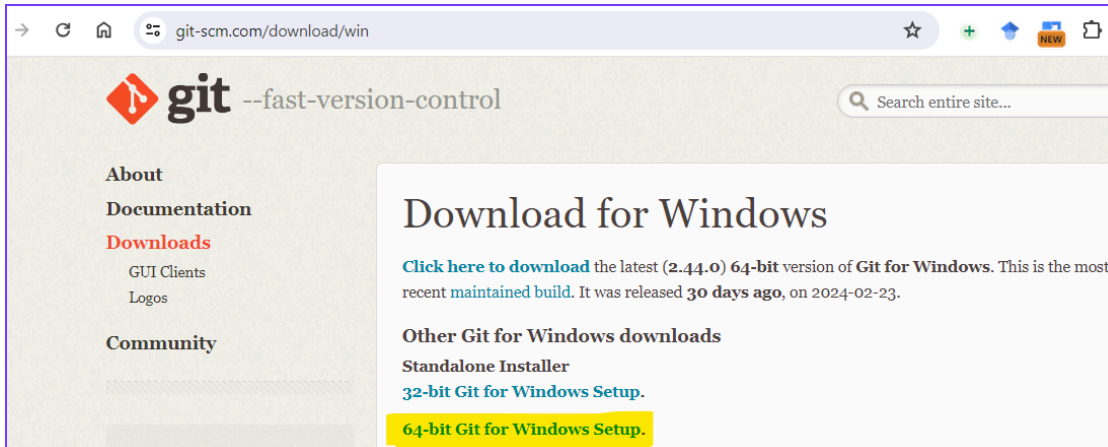 git-scm.com/download/win
NEW
git --fast-version-control
Search entire site...
About
Documentation
Downloads
GUI Clients
Logos
Community
Download for Windows
Click here to download the latest (2.44.0) 64-bit version of Git for Windows. This is the most
recent maintained build. It was released 30 days ago, on 2024-02-23.
Other Git for Windows downloads
Standalone Installer
32-bit Git for Windows Setup.
64-bit Git for Windows Setup.